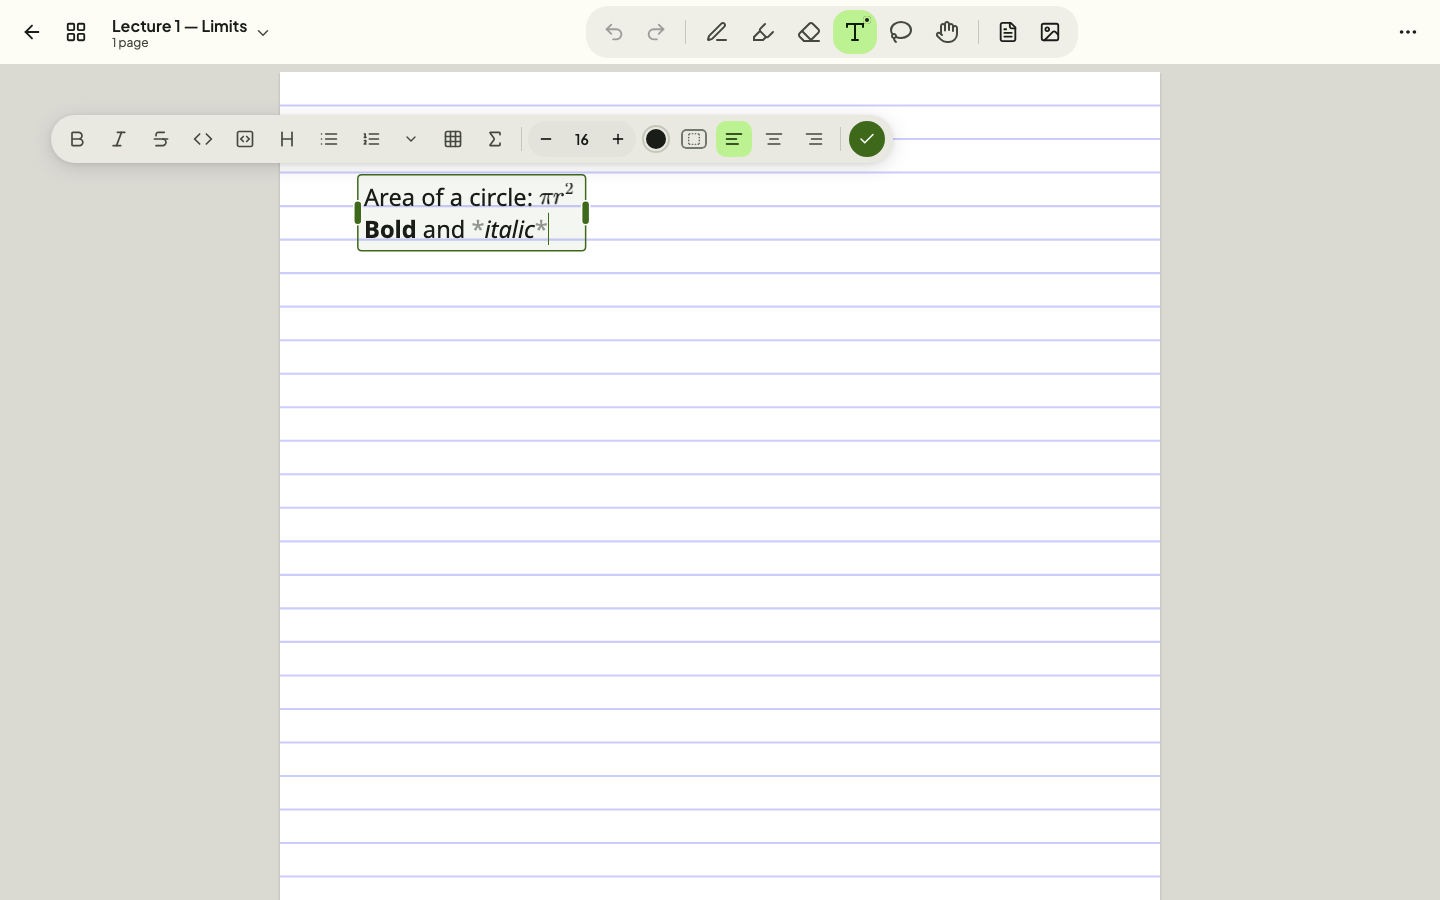 Lecture 1 — Limits
1 page
16
Area of a circle: πr²
Bold and *italic*